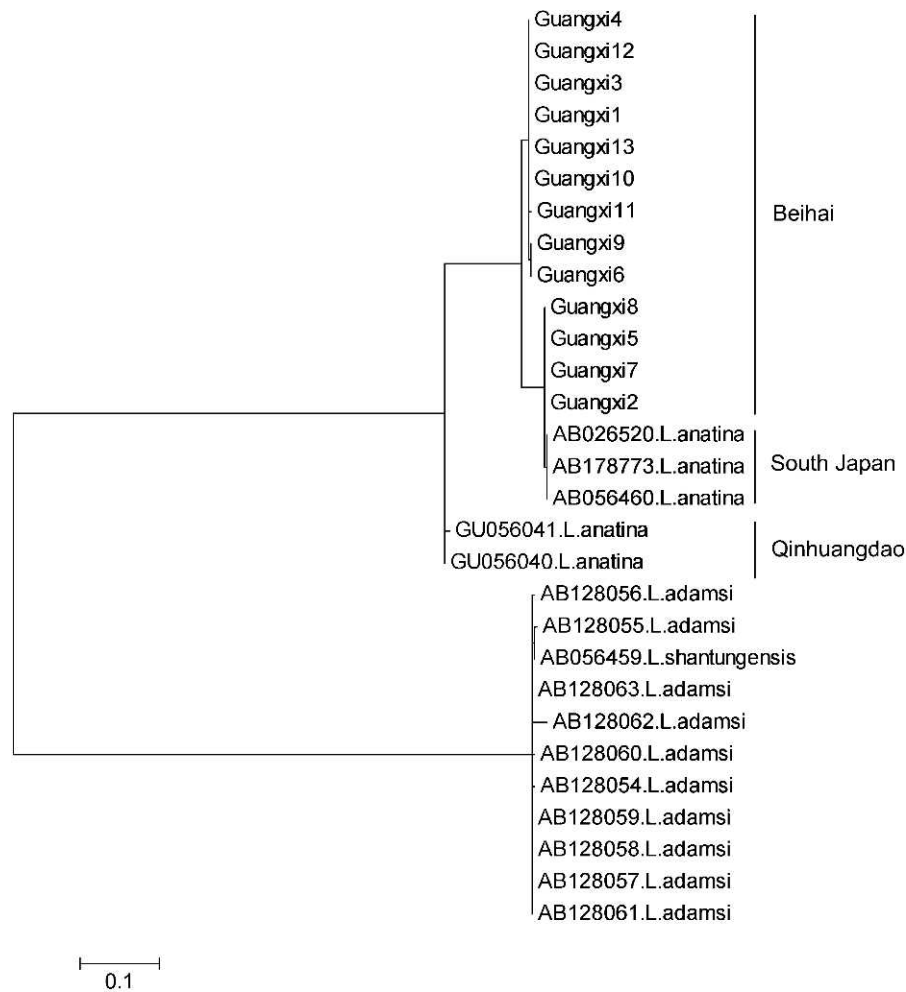 Guangxi4
Guangxi12
Guangxi3
Guangxi1
Guangxi13
Guangxi10
Guangxi11
Guangxi9
Guangxi6
Guangxi8
Guangxi5
Guangxi7
Guangxi2
AB026520.L.anatina
AB178773.L.anatina
AB056460.L.anatina
GU056041.L.anatina
GU056040.L.anatina
AB128056.L.adamsi
AB128055.L.adamsi
AB056459.L.shantungensis
AB128063.L.adamsi
AB128062.L.adamsi
AB128060.L.adamsi
AB128054.L.adamsi
AB128059.L.adamsi
AB128058.L.adamsi
AB128057.L.adamsi
AB128061.L.adamsi
Beihai
South Japan
Qinhuangdao
0.1